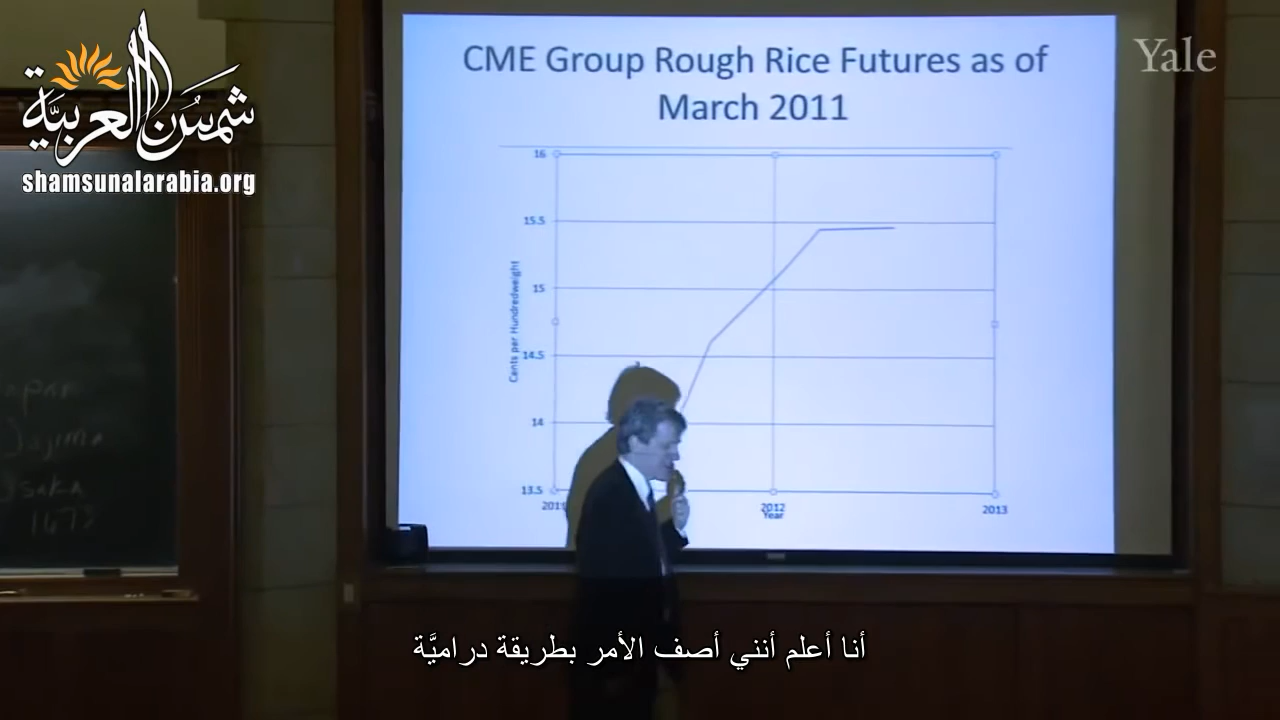 شمس العربية
shamsunalarabia.org
Yale
CME Group Rough Rice Futures as of
March 2011
16
15.5
15
14.5
14
13.5
Cents per Hundredweight
2012
2013
Year
Osaka
أنا أعلم أنني أصف الأمر بطريقة دراميَّة